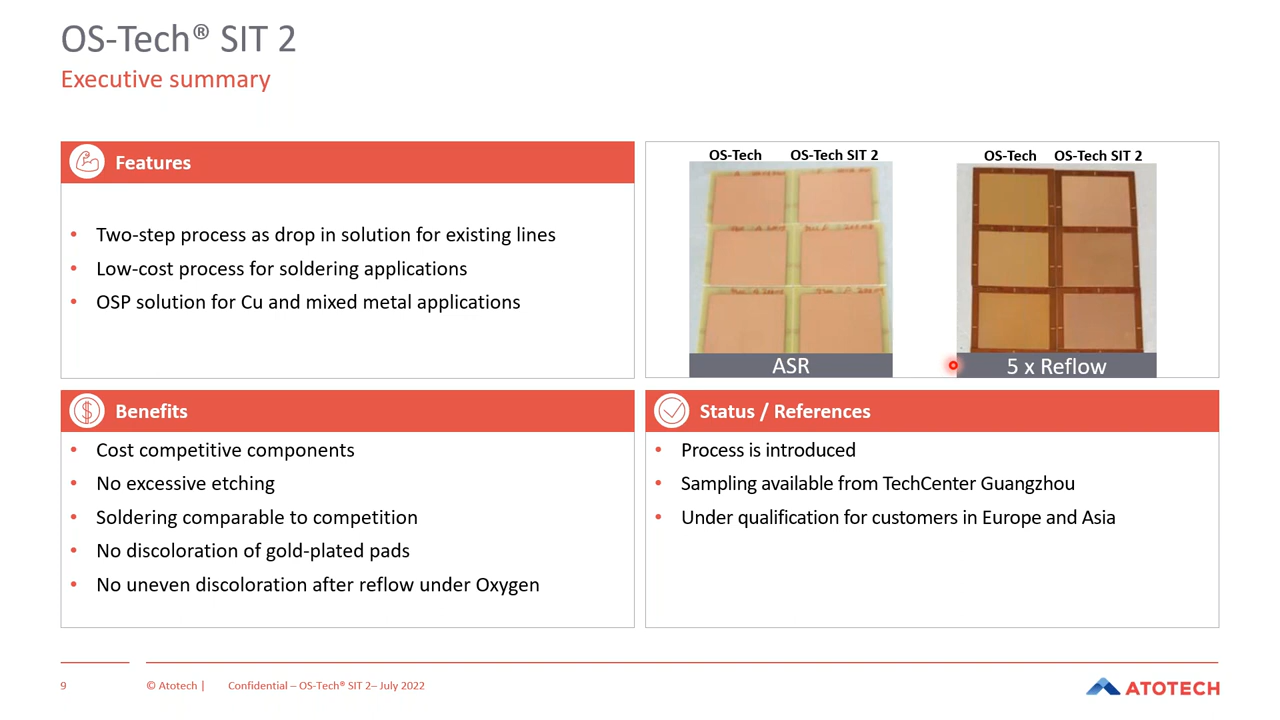 OS-Tech® SIT 2
Executive summary
Features
• Two-step process as drop in solution for existing lines
• Low-cost process for soldering applications
• OSP solution for Cu and mixed metal applications
OS-Tech OS-Tech SIT 2
ASR
OS-Tech OS-Tech SIT 2
5 x Reflow
Benefits
• Cost competitive components
• No excessive etching
• Soldering comparable to competition
• No discoloration of gold-plated pads
• No uneven discoloration after reflow under Oxygen
Status / References
• Process is introduced
• Sampling available from TechCenter Guangzhou
• Under qualification for customers in Europe and Asia
9 © Atotech | Confidential – OS-Tech® SIT 2– July 2022
ATOTECH